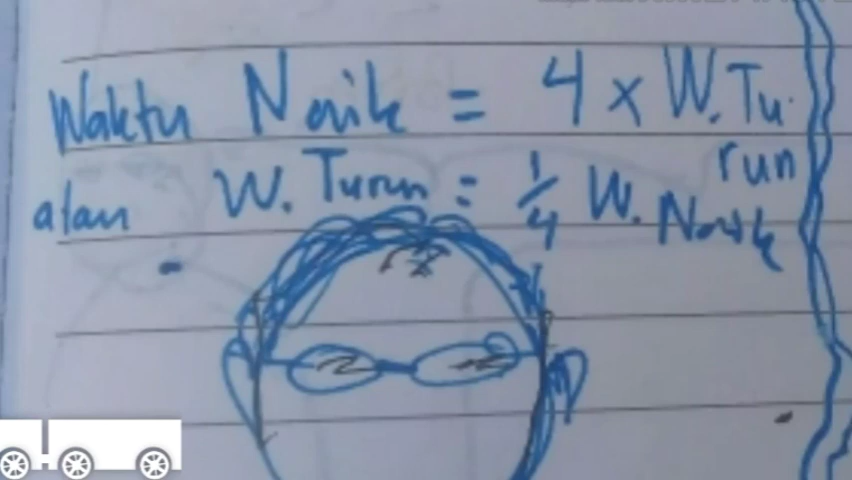 Waktu Naik = 4 x W. Tu
run
atau W. Turun = 1/4 W. Naik